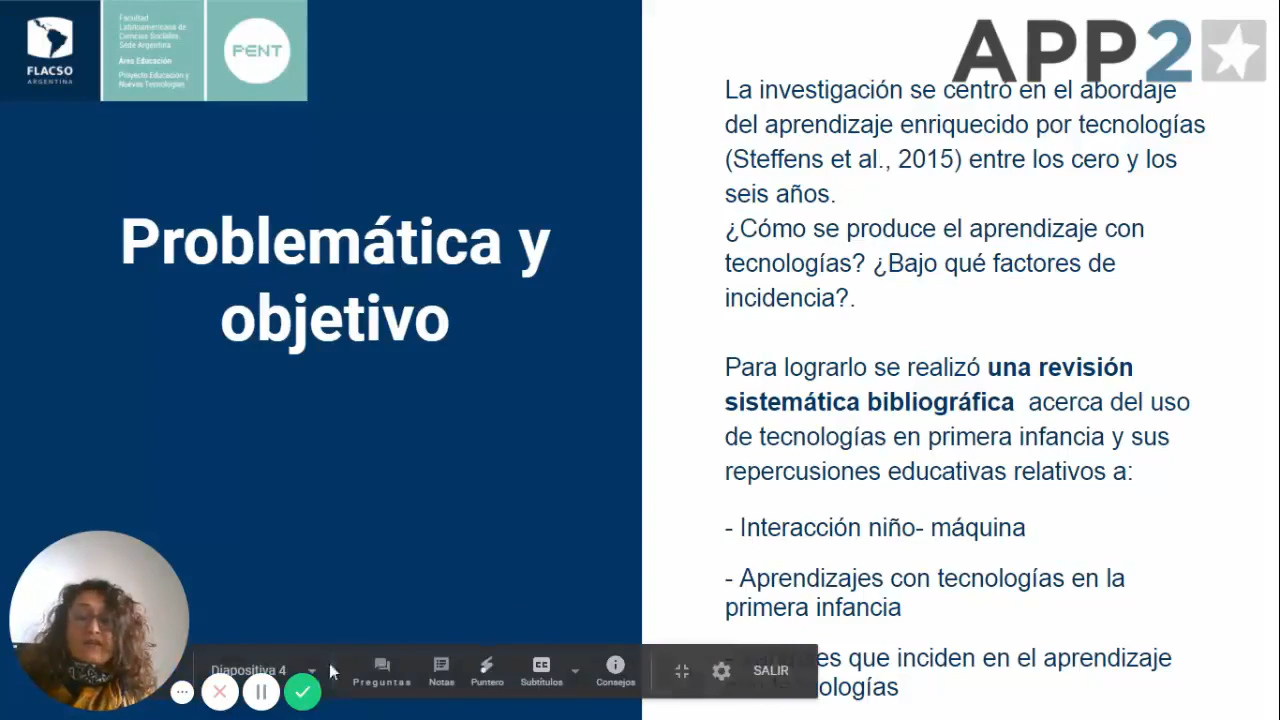 FLACSO
ARGENTINA
Facultad
Latinoamericana de
Ciencias Sociales.
Sede Argentina
Área Educación
Proyecto Educación y
Nuevas Tecnologías
PENT
APP2
La investigación se centró en el abordaje
del aprendizaje enriquecido por tecnologías
(Steffens et al., 2015) entre los cero y los
seis años.
¿Cómo se produce el aprendizaje con
tecnologías? ¿Bajo qué factores de
incidencia?.
Problemática y
objetivo
Para lograrlo se realizó una revisión
sistemática bibliográfica acerca del uso
de tecnologías en primera infancia y sus
repercusiones educativas relativos a:
- Interacción niño- máquina
- Aprendizajes con tecnologías en la
primera infancia
que inciden en el aprendizaje
Diapositiva 4
Preguntas
Notas
Puntero
Subtítulos
Consejos
SALIR